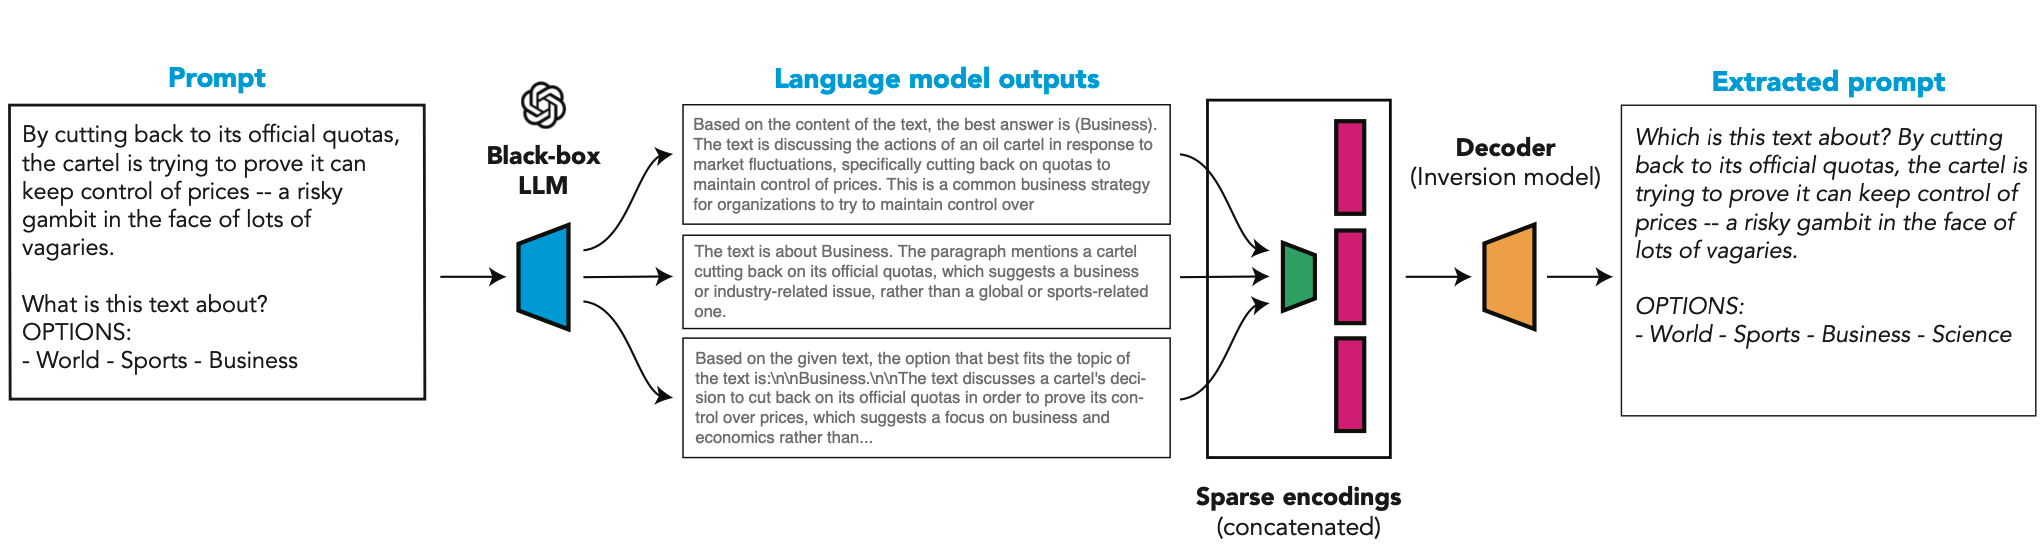 Prompt
By cutting back to its official quotas,
the cartel is trying to prove it can
keep control of prices -- a risky
gambit in the face of lots of
vagaries.
What is this text about?
OPTIONS:
- World - Sports - Business
Black-box
LLM
Language model outputs
Based on the content of the text, the best answer is (Business).
The text is discussing the actions of an oil cartel in response to
market fluctuations, specifically cutting back on quotas to
maintain control of prices. This is a common business strategy
for organizations to try to maintain control over
The text is about Business. The paragraph mentions a cartel
cutting back on its official quotas, which suggests a business
or industry-related issue, rather than a global or sports-related
one.
Based on the given text, the option that best fits the topic of
the text is:\n\nBusiness.\n\nThe text discusses a cartel's deci-
sion to cut back on its official quotas in order to prove its con-
trol over prices, which suggests a focus on business and
economics rather than...
Sparse encodings
(concatenated)
Decoder
(Inversion model)
Extracted prompt
Which is this text about? By cutting
back to its official quotas, the cartel is
trying to prove it can keep control of
prices -- a risky gambit in the face of
lots of vagaries.
OPTIONS:
- World - Sports - Business - Science